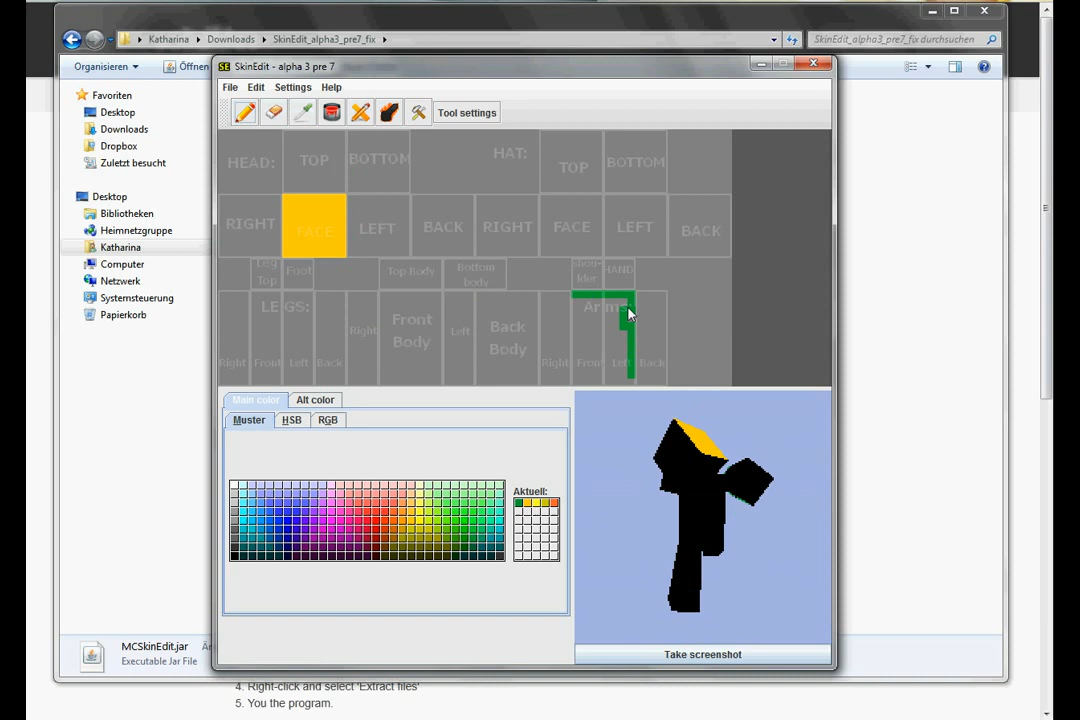 Katharina
Downloads
SkinEdit_alpha3_pre7_fix
SkinEdit_alpha3_pre7_fix durchsuchen
Organisieren
Öffnen
SE
SkinEdit - alpha 3 pre 7
File
Edit
Settings
Help
Tool settings
Favoriten
Desktop
Downloads
Dropbox
Zuletzt besucht
Desktop
Bibliotheken
Heimnetzgruppe
Katharina
Computer
Netzwerk
Systemsteuerung
Papierkorb
HEAD:
TOP
BOTTOM
HAT:
TOP
BOTTOM
RIGHT
FACE
LEFT
BACK
RIGHT
FACE
LEFT
BACK
Leg
Top
Foot
Top Body
Bottom
body
shou-
lder
HAND
LEGS:
Right
Front
Body
Left
Back
Body
Right
Front
Left
Back
Right
Front
Left
Back
Main color
Alt color
Muster
HSB
RGB
Aktuell:
Take screenshot
MCSkinEdit.jar
Executable Jar File
4. Right-click and select 'Extract files'
5. You the program.